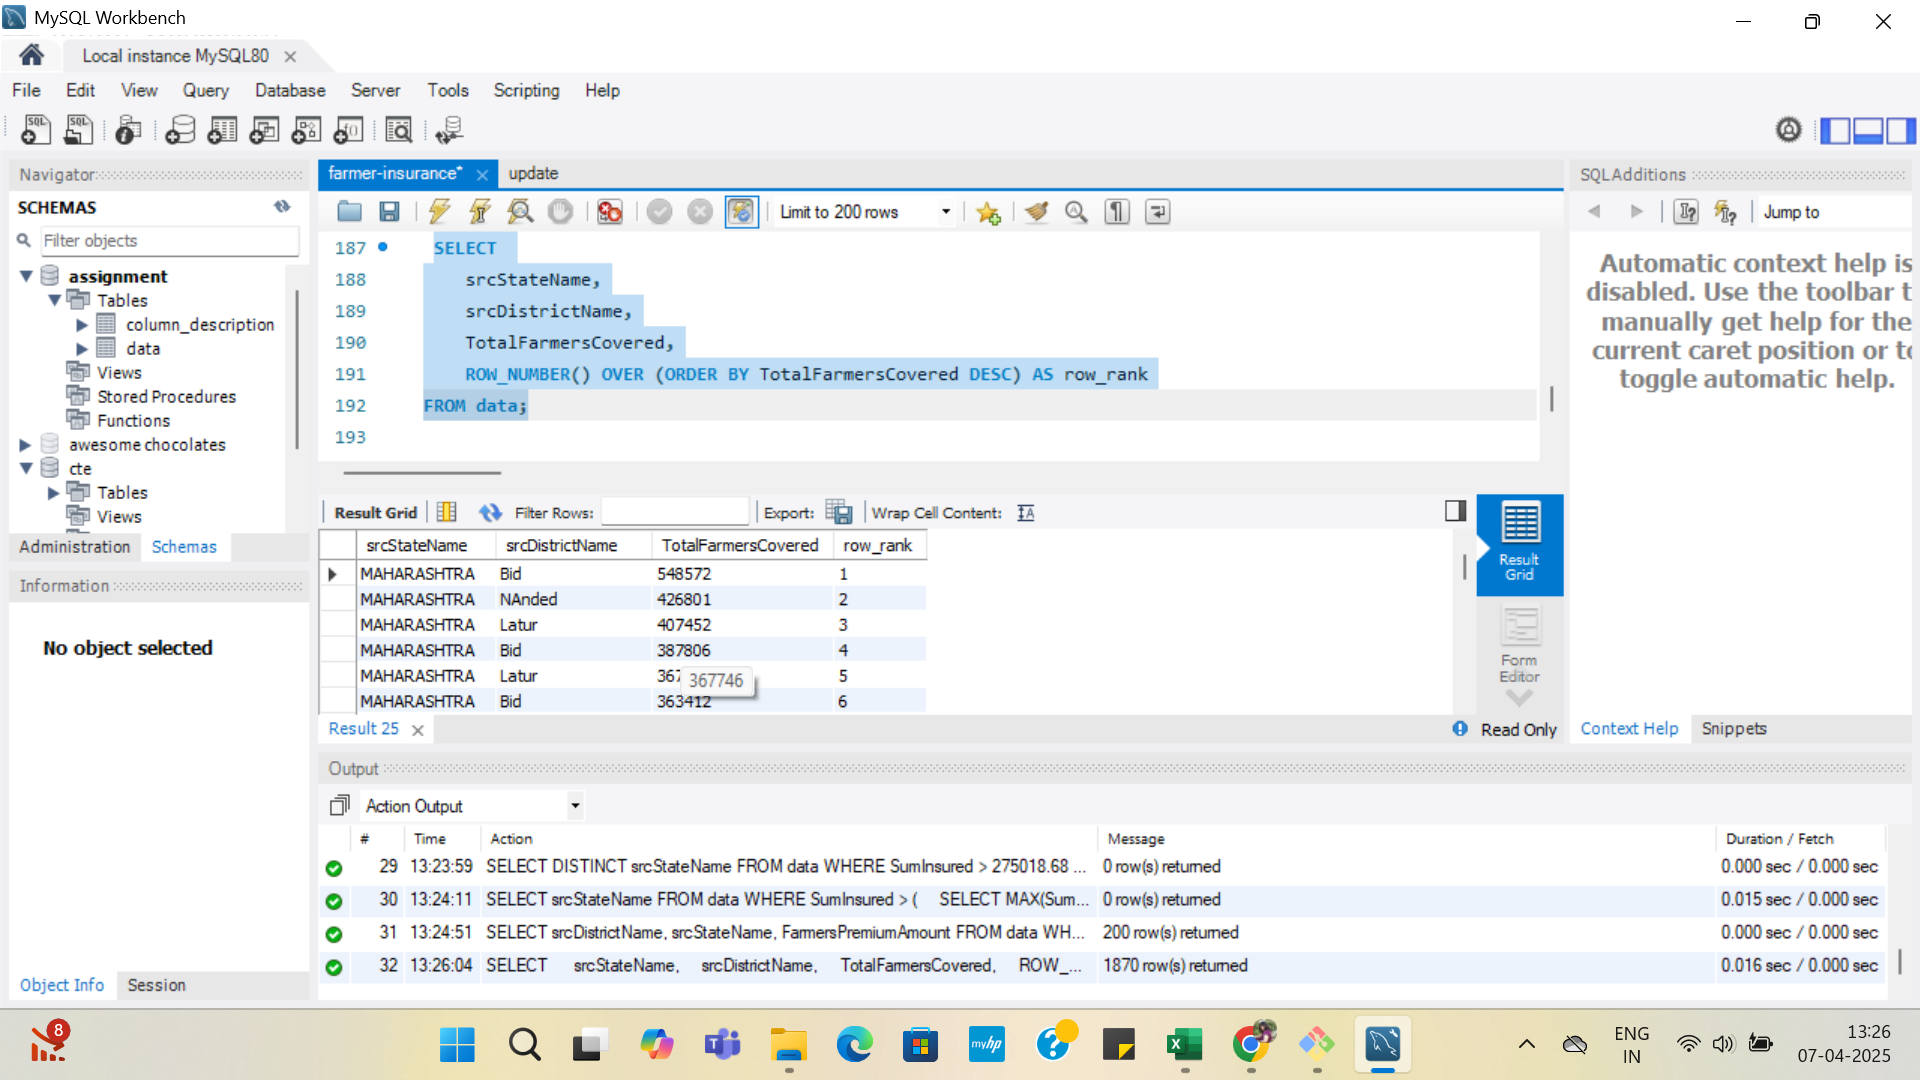 MySQL Workbench
Local instance MySQL80
File Edit View Query Database Server Tools Scripting Help
Navigator
SCHEMAS
Filter objects
assignment
Tables
column_description
data
Views
Stored Procedures
Functions
awesome chocolates
cte
Tables
Views
Administration Schemas
Information
No object selected
Object Info Session
farmer-insurance* update
Limit to 200 rows
187 SELECT
188 srcStateName,
189 srcDistrictName,
190 TotalFarmersCovered,
191 ROW_NUMBER() OVER (ORDER BY TotalFarmersCovered DESC) AS row_rank
192 FROM data;
193
Result Grid Filter Rows: Export: Wrap Cell Content:
srcStateName srcDistrictName TotalFarmersCovered row_rank
MAHARASHTRA Bid 548572 1
MAHARASHTRA NAnded 426801 2
MAHARASHTRA Latur 407452 3
MAHARASHTRA Bid 387806 4
MAHARASHTRA Latur 367 5
367746
MAHARASHTRA Bid 363412 6
Result Grid
Form Editor
Result 25 Read Only
SQLAdditions
Jump to
Automatic context help is
disabled. Use the toolbar t
manually get help for the
current caret position or to
toggle automatic help.
Context Help Snippets
Output
Action Output
# Time Action Message Duration / Fetch
29 13:23:59 SELECT DISTINCT srcStateName FROM data WHERE SumInsured > 275018.68 ... 0 row(s) returned 0.000 sec / 0.000 sec
30 13:24:11 SELECT srcStateName FROM data WHERE SumInsured > ( SELECT MAX(Sum... 0 row(s) returned 0.015 sec / 0.000 sec
31 13:24:51 SELECT srcDistrictName, srcStateName, FarmersPremiumAmount FROM data WH... 200 row(s) returned 0.000 sec / 0.000 sec
32 13:26:04 SELECT srcStateName, srcDistrictName, TotalFarmersCovered, ROW_... 1870 row(s) returned 0.016 sec / 0.000 sec
8
myhp
ENG
IN
13:26
07-04-2025